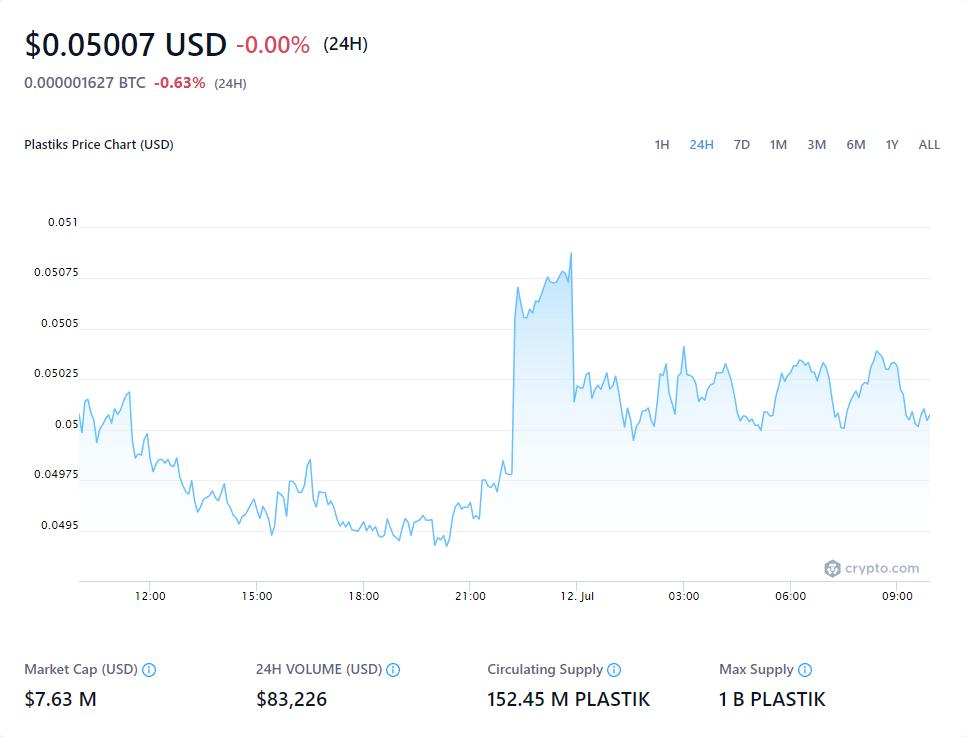 $0.05007 USD -0.00% (24H)
0.000001627 BTC -0.63% (24H)
Plastiks Price Chart (USD)
1H 24H 7D 1M 3M 6M 1Y ALL
0.051
0.05075
0.0505
0.05025
0.05
0.04975
0.0495
crypto.com
12:00 15:00 18:00 21:00 12. Jul 03:00 06:00 09:00
Market Cap (USD) 24H VOLUME (USD) Circulating Supply Max Supply
$7.63 M $83,226 152.45 M PLASTIK 1 B PLASTIK